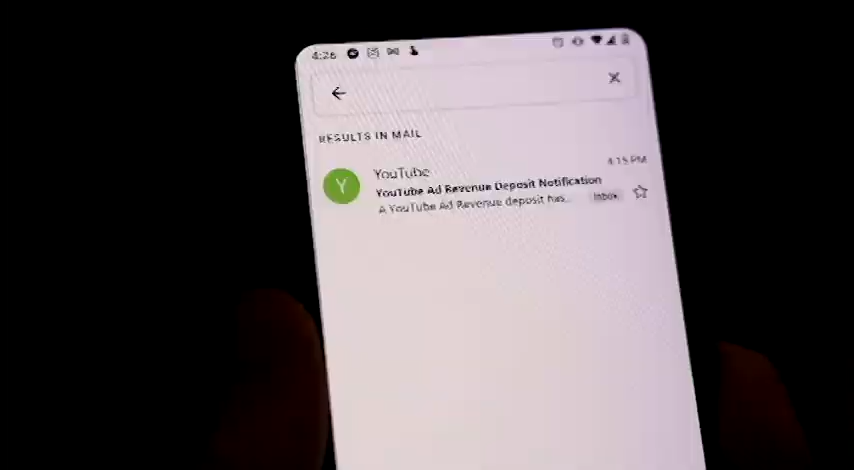 4:26
RESULTS IN MAIL
Y
YouTube
4:15 PM
YouTube Ad Revenue Deposit Notification
A YouTube Ad Revenue deposit has...
Inbox